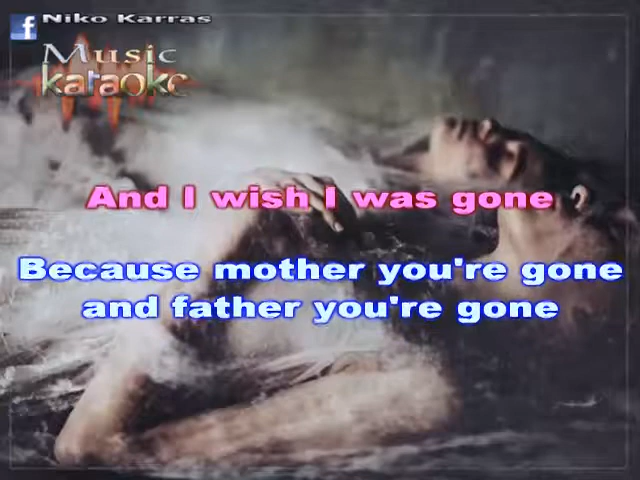 f Niko Karras
Music
karaoke
And I wish I was gone
Because mother you're gone
and father you're gone